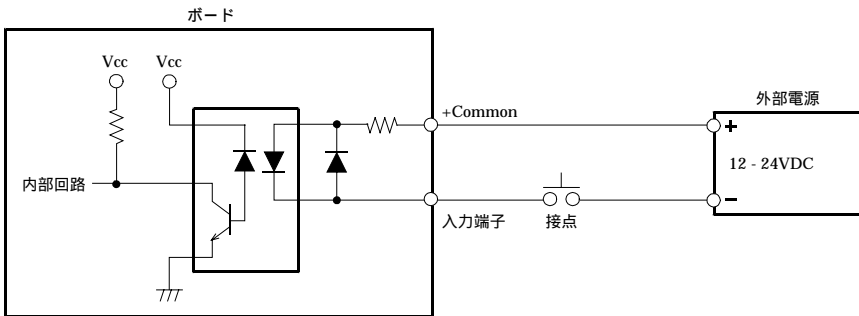 ボード
Vcc Vcc
+Common
外部電源
+
12 - 24VDC
内部回路
-
入力端子
接点